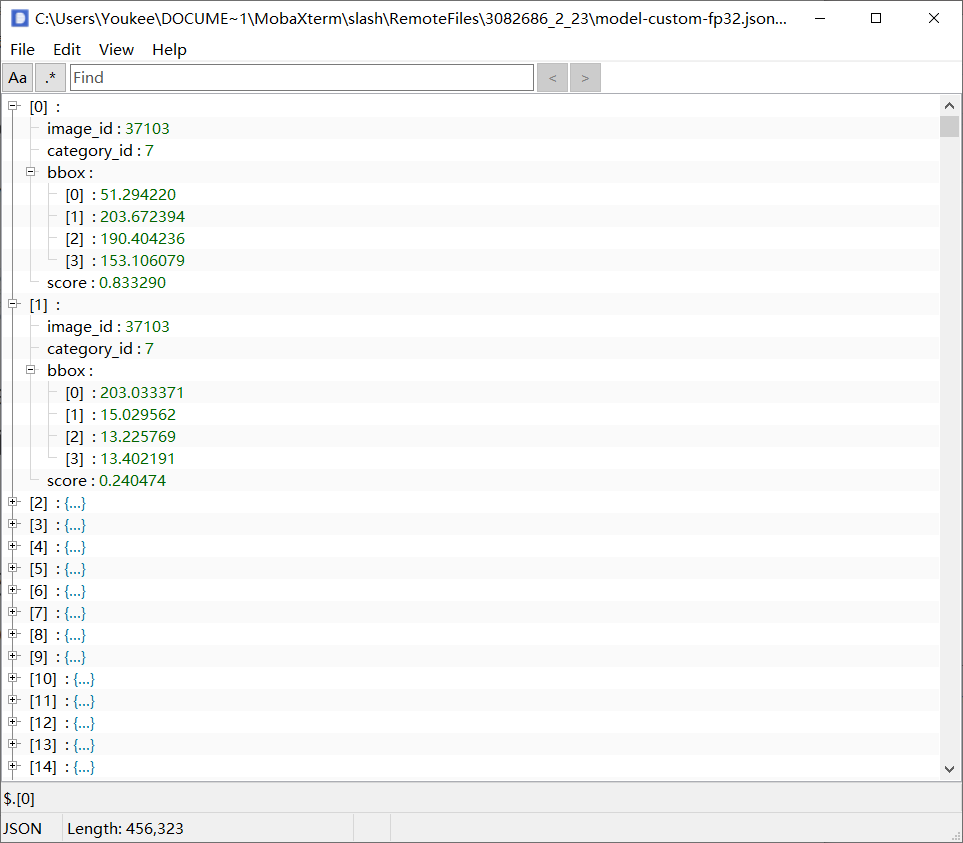 C:\Users\Youkee\DOCUME~1\MobaXterm\slash\RemoteFiles\3082686_2_23\model-custom-fp32.json...
File Edit View Help
Aa .* Find < >
[0] :
image_id : 37103
category_id : 7
bbox :
[0] : 51.294220
[1] : 203.672394
[2] : 190.404236
[3] : 153.106079
score : 0.833290
[1] :
image_id : 37103
category_id : 7
bbox :
[0] : 203.033371
[1] : 15.029562
[2] : 13.225769
[3] : 13.402191
score : 0.240474
[2] : {...}
[3] : {...}
[4] : {...}
[5] : {...}
[6] : {...}
[7] : {...}
[8] : {...}
[9] : {...}
[10] : {...}
[11] : {...}
[12] : {...}
[13] : {...}
[14] : {...}
$.[0]
JSON Length: 456,323